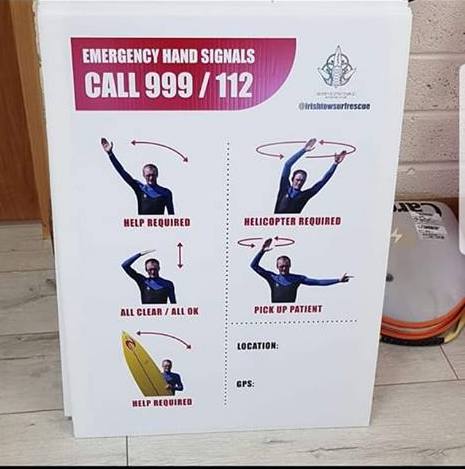 EMERGENCY HAND SIGNALS
CALL 999 / 112
@irishtowsurfrescue
HELP REQUIRED
HELICOPTER REQUIRED
ALL CLEAR / ALL OK
PICK UP PATIENT
HELP REQUIRED
LOCATION:
GPS: